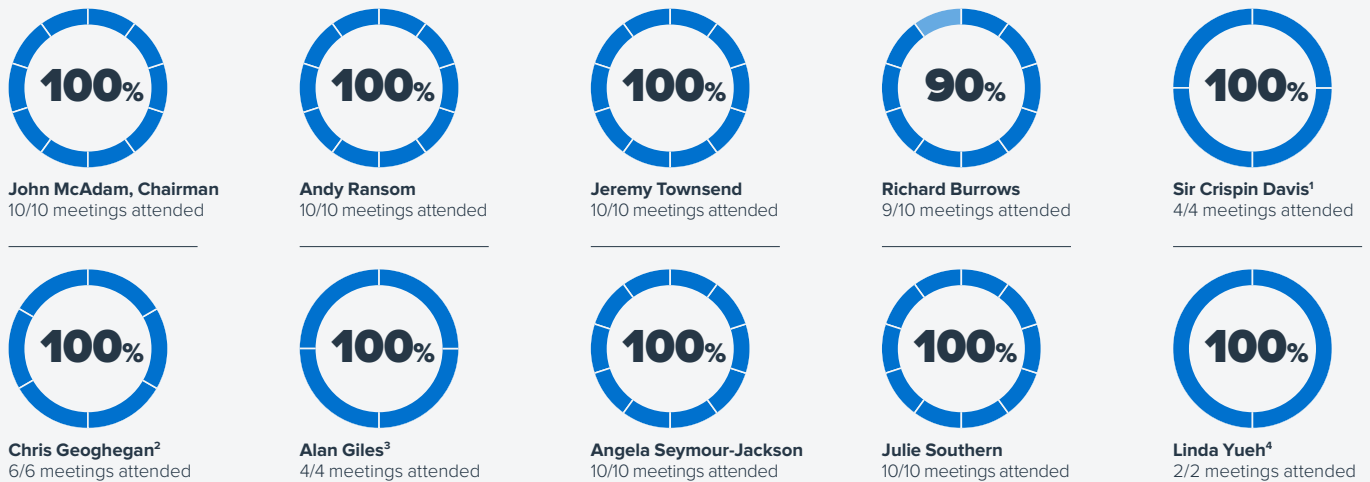 100%
John McAdam, Chairman
10/10 meetings attended
100%
Andy Ransom
10/10 meetings attended
100%
Jeremy Townsend
10/10 meetings attended
90%
Richard Burrows
9/10 meetings attended
100%
Sir Crispin Davis¹
4/4 meetings attended
100%
Chris Geoghegan²
6/6 meetings attended
100%
Alan Giles³
4/4 meetings attended
100%
Angela Seymour-Jackson
10/10 meetings attended
100%
Julie Southern
10/10 meetings attended
100%
Linda Yueh⁴
2/2 meetings attended